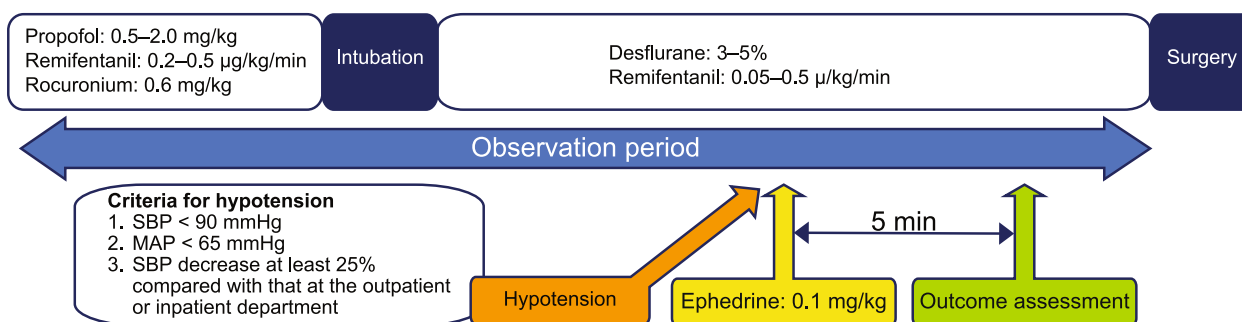 Propofol: 0.5–2.0 mg/kg
Remifentanil: 0.2–0.5 µg/kg/min
Rocuronium: 0.6 mg/kg
Intubation
Desflurane: 3–5%
Remifentanil: 0.05–0.5 µ/kg/min
Surgery
Observation period
Criteria for hypotension
1. SBP < 90 mmHg
2. MAP < 65 mmHg
3. SBP decrease at least 25%
compared with that at the outpatient
or inpatient department
5 min
Hypotension
Ephedrine: 0.1 mg/kg
Outcome assessment